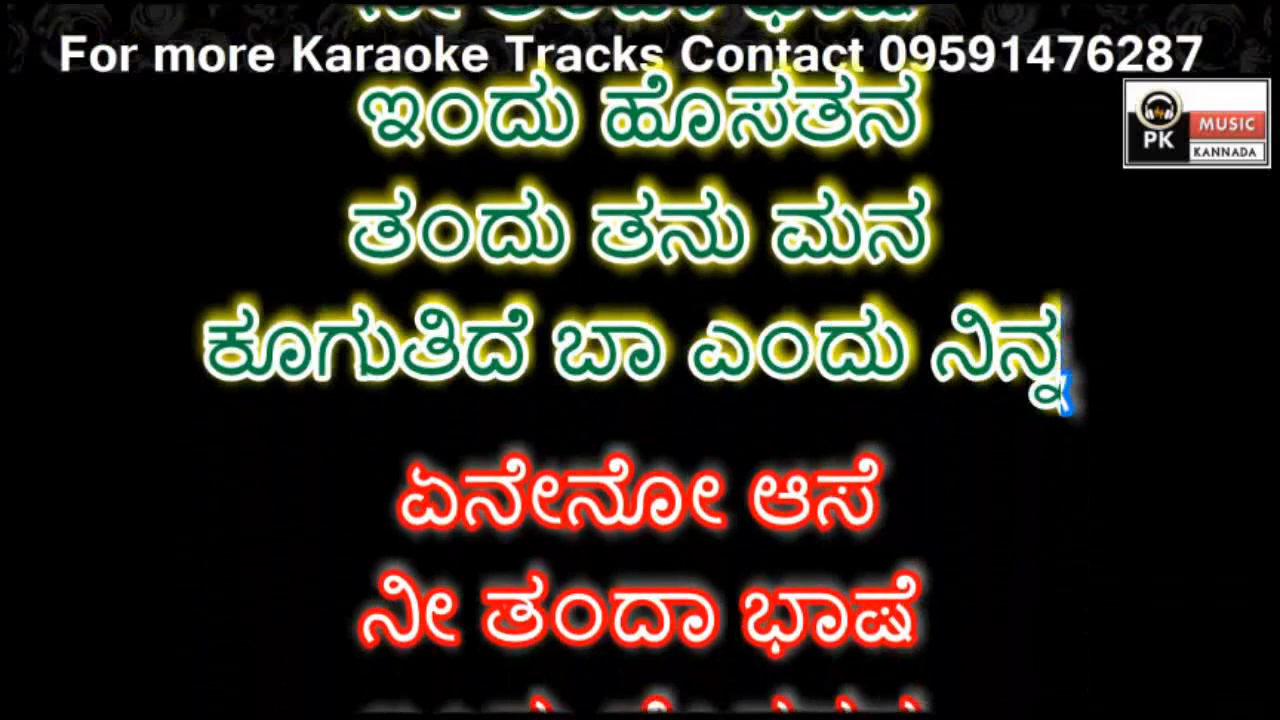 For more Karaoke Tracks Contact 09591476287
PK MUSIC
KANNADA
ಇಂದು ಹೊಸತನ
ತಂದು ತನು ಮನ
ಕೂಗುತಿದೆ ಬಾ ಎಂದು ನಿನ್ನ
ಏನೇನೋ ಆಸೆ
ನೀ ತಂದಾ ಭಾಷೆ